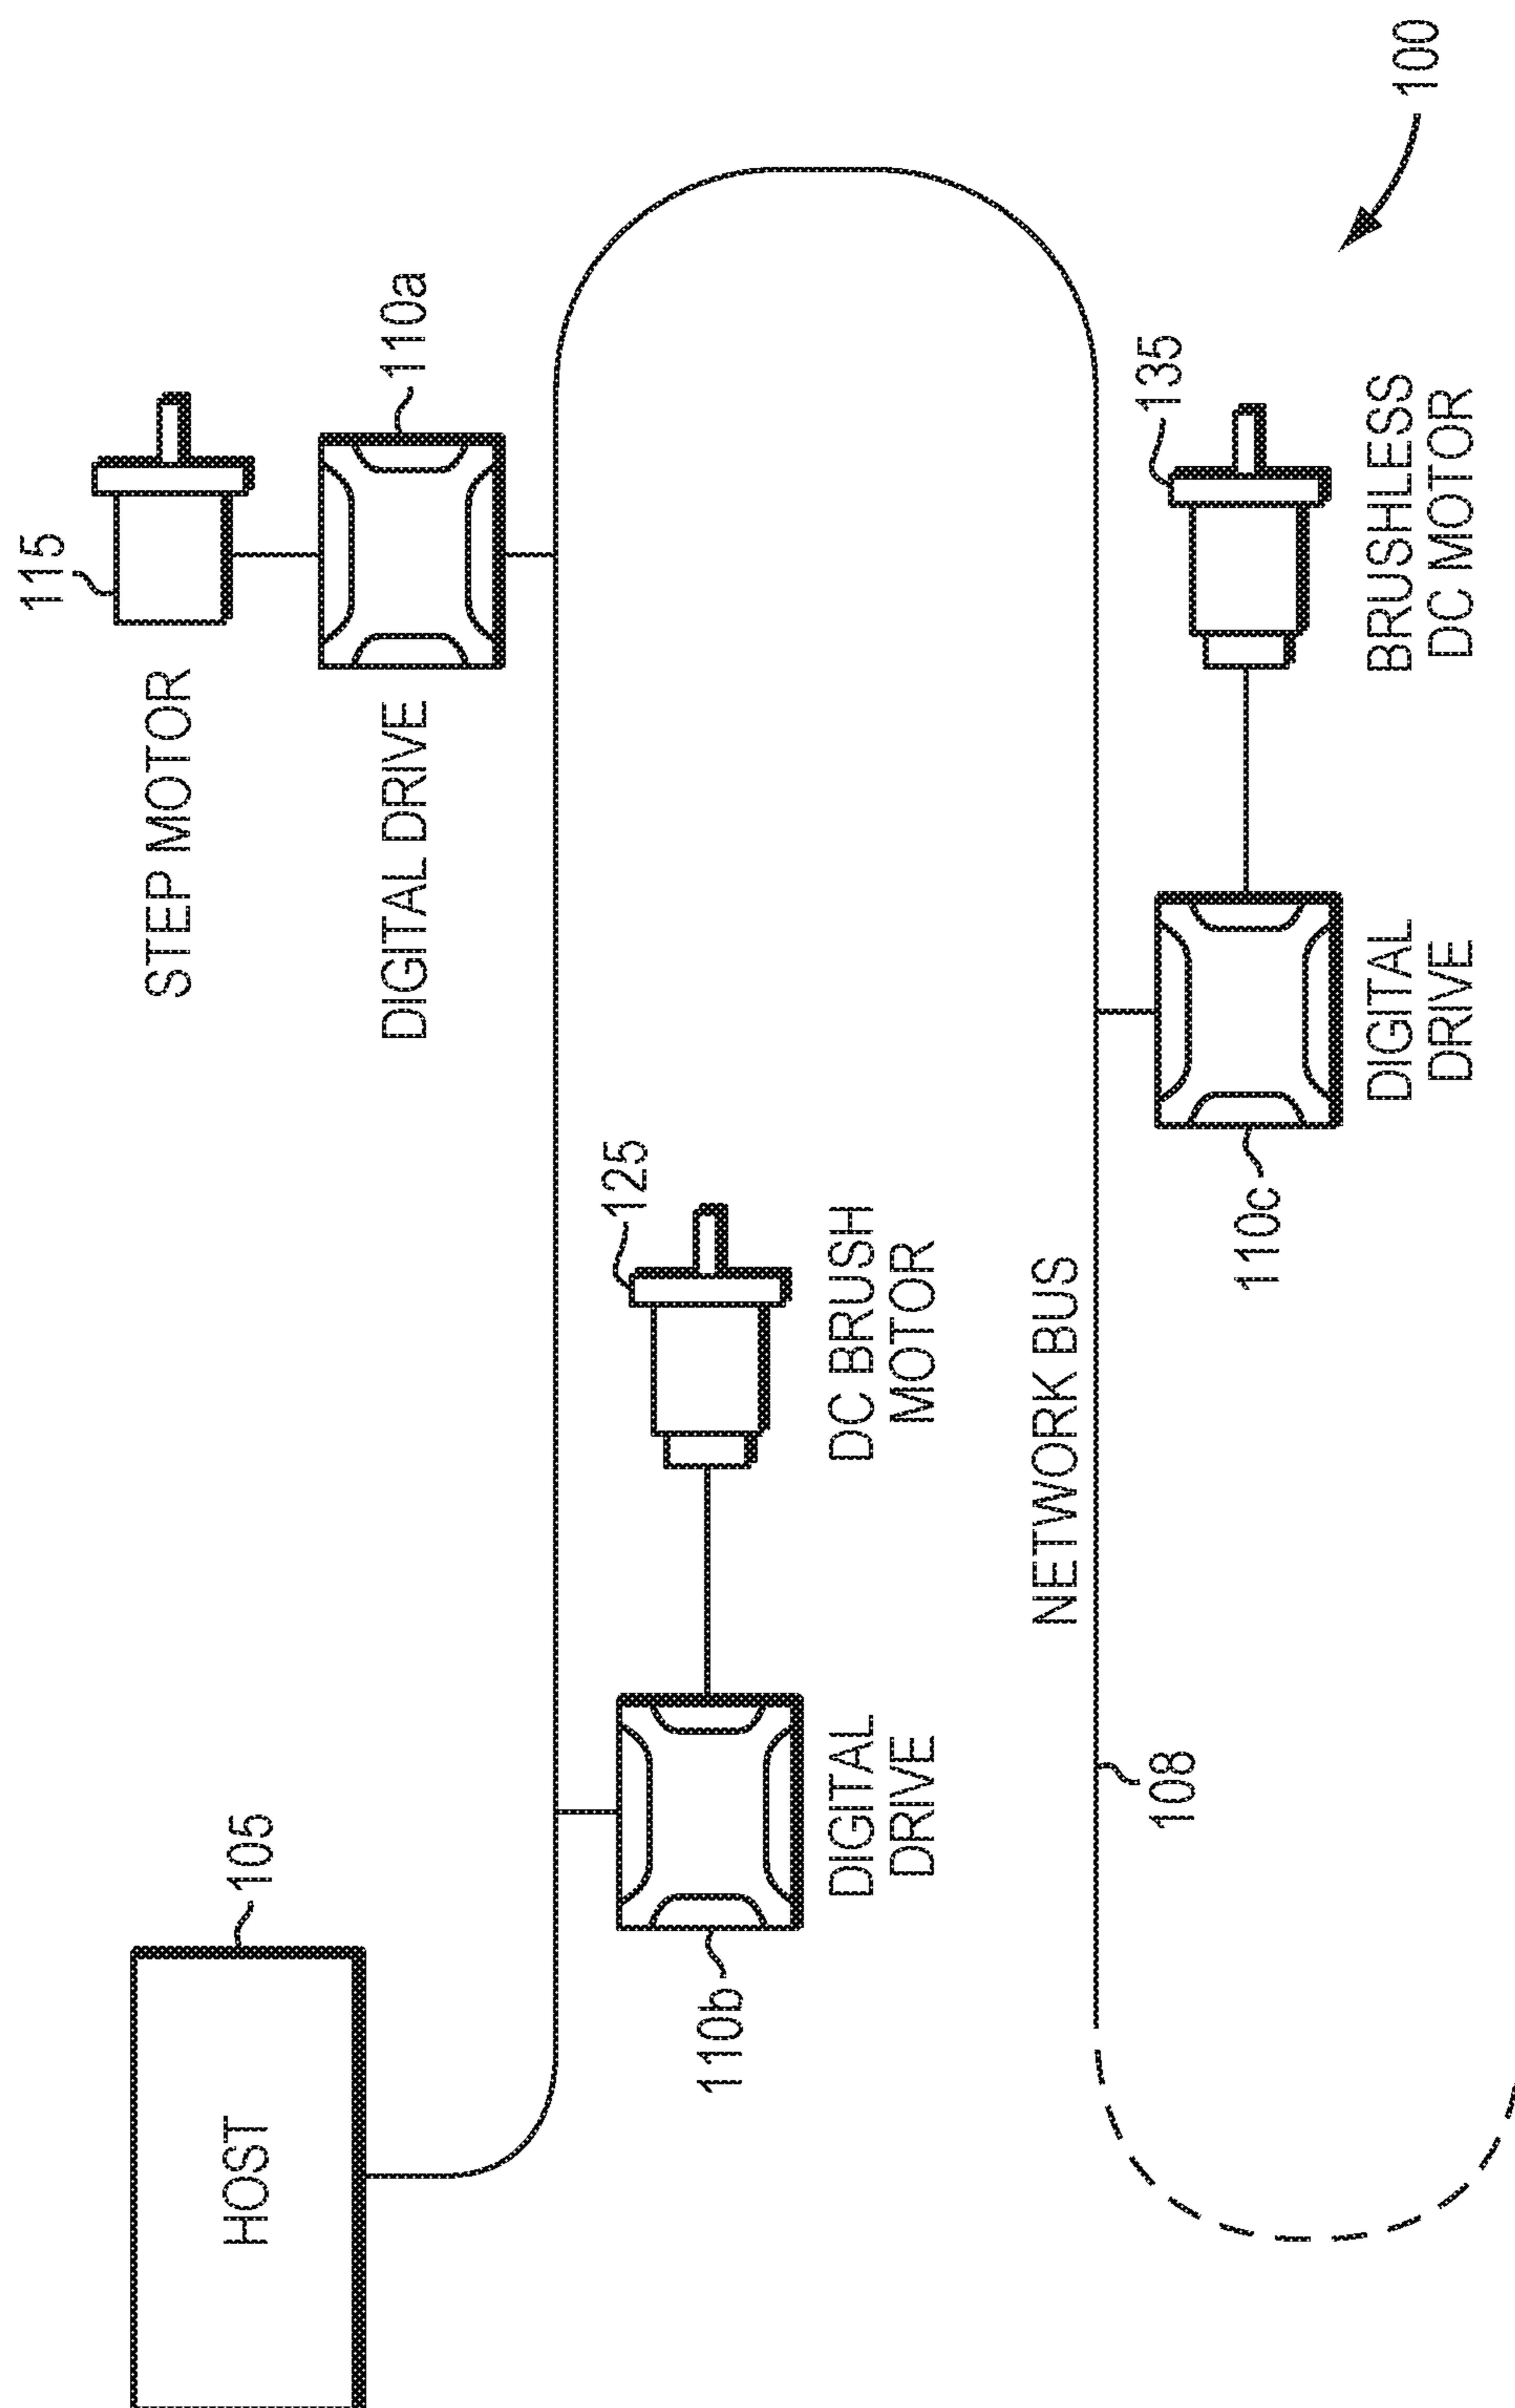 115
STEP MOTOR
110a
DIGITAL DRIVE
HOST
105
125
DC BRUSH
MOTOR
110b
DIGITAL
DRIVE
NETWORK BUS
108
135
BRUSHLESS
DC MOTOR
110c
DIGITAL
DRIVE
100